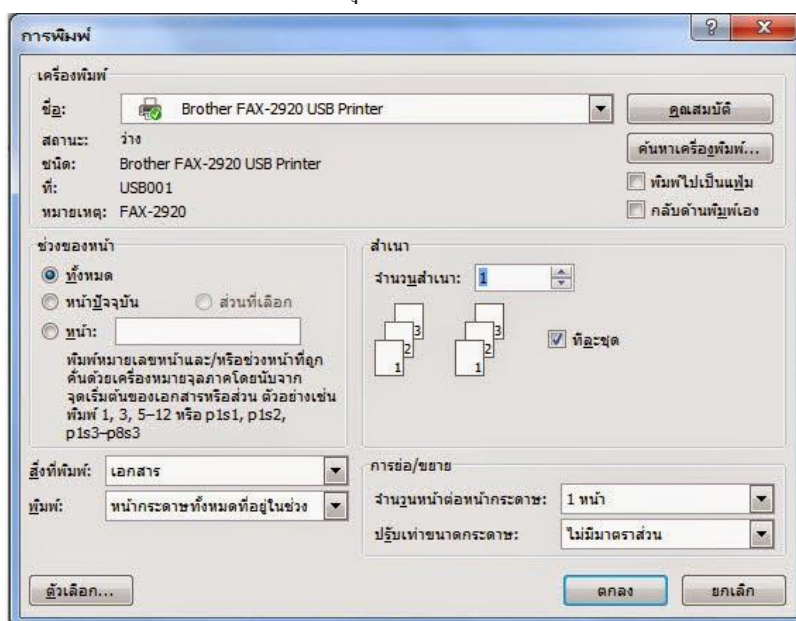 การพิมพ์
เครื่องพิมพ์
ชื่อ: Brother FAX-2920 USB Printer คุณสมบัติ
สถานะ: ว่าง
ค้นหาเครื่องพิมพ์...
ชนิด: Brother FAX-2920 USB Printer
ที่: USB001
พิมพ์ไปเป็นแฟ้ม
หมายเหตุ: FAX-2920
กลับด้านพิมพ์เอง
ช่วงของหน้า
ทั้งหมด
หน้าปัจจุบัน ส่วนที่เลือก
หน้า:
พิมพ์หมายเลขหน้าและ/หรือช่วงหน้าที่ถูก
คั่นด้วยเครื่องหมายจุลภาคโดยนับจาก
จุดเริ่มต้นของเอกสารหรือส่วน ตัวอย่างเช่น
พิมพ์ 1, 3, 5–12 หรือ p1s1, p1s2,
p1s3–p8s3
สำเนา
จำนวนสำเนา: 1
3 3
2 2
1 1
ทีละชุด
สิ่งที่พิมพ์: เอกสาร
พิมพ์: หน้ากระดาษทั้งหมดที่อยู่ในช่วง
การย่อ/ขยาย
จำนวนหน้าต่อหน้ากระดาษ: 1 หน้า
ปรับเท่าขนาดกระดาษ: ไม่มีมาตราส่วน
ตัวเลือก... ตกลง ยกเลิก